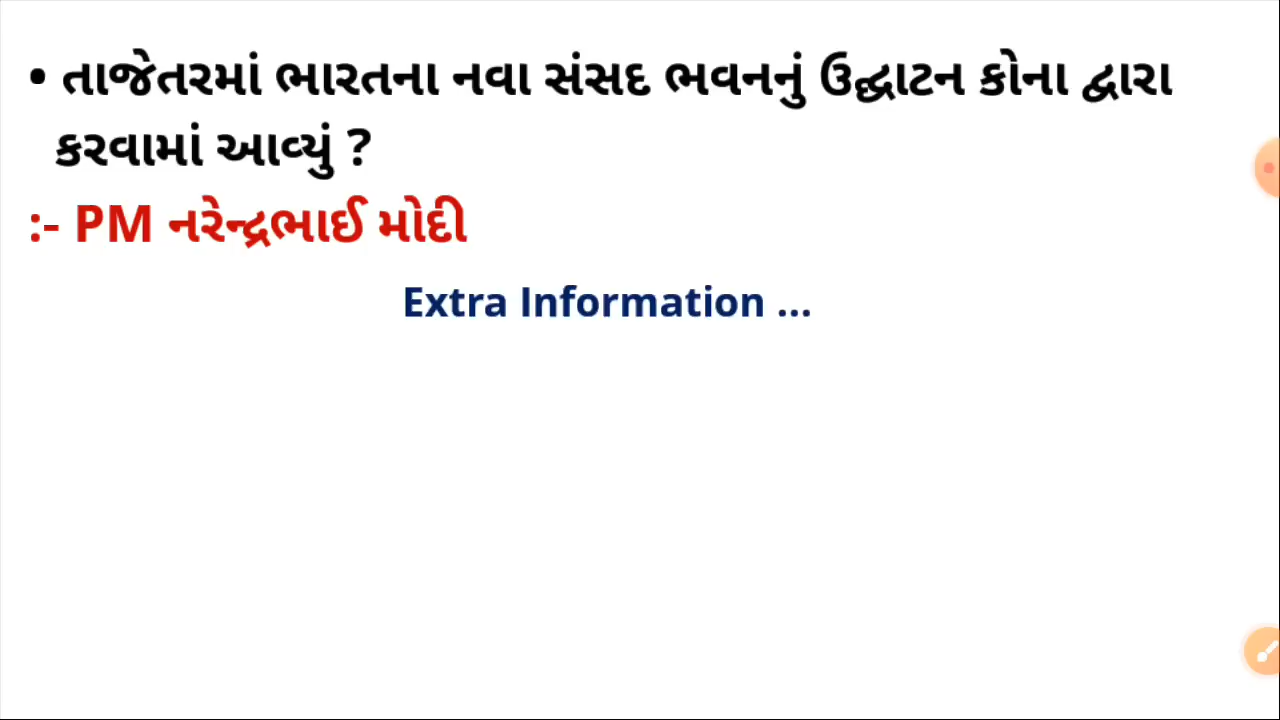 • તાજેતરમાં ભારતના નવા સંસદ ભવનનું ઉદ્ઘાટન કોના દ્વારા
કરવામાં આવ્યું ?
:- PM નરેન્દ્રભાઈ મોદી
Extra Information ...